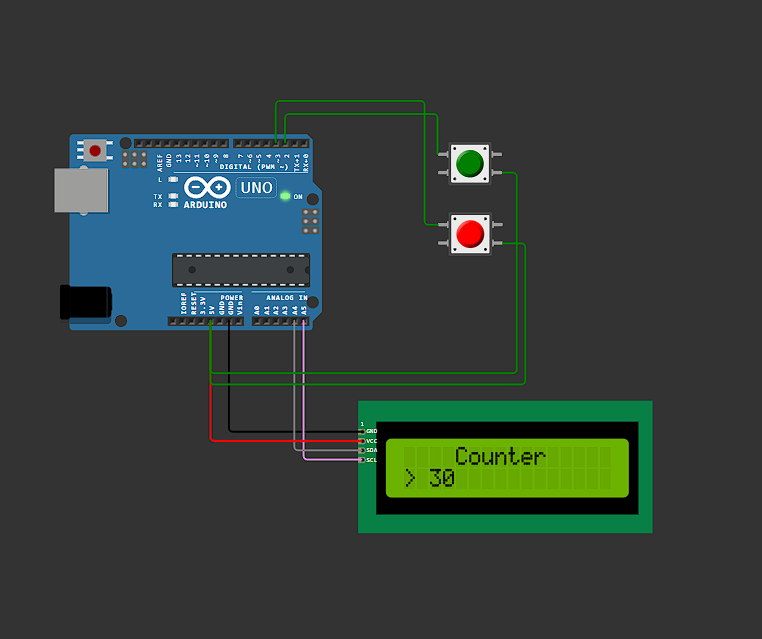 AREF
GND
13
12
~11
~10
~9
8
7
~6
~5
4
~3
2
TX→1
RX←0
DIGITAL (PWM ~)
L
TX
RX
UNO
ON
ARDUINO
IOREF
RESET
3.3V
5V
GND
GND
Vin
POWER
ANALOG IN
A0
A1
A2
A3
A4
A5
1
GND
VCC
SDA
SCL
Counter
> 30